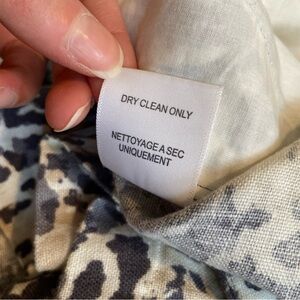 DRY CLEAN ONLY
NETTOYAGE A SEC
UNIQUEMENT